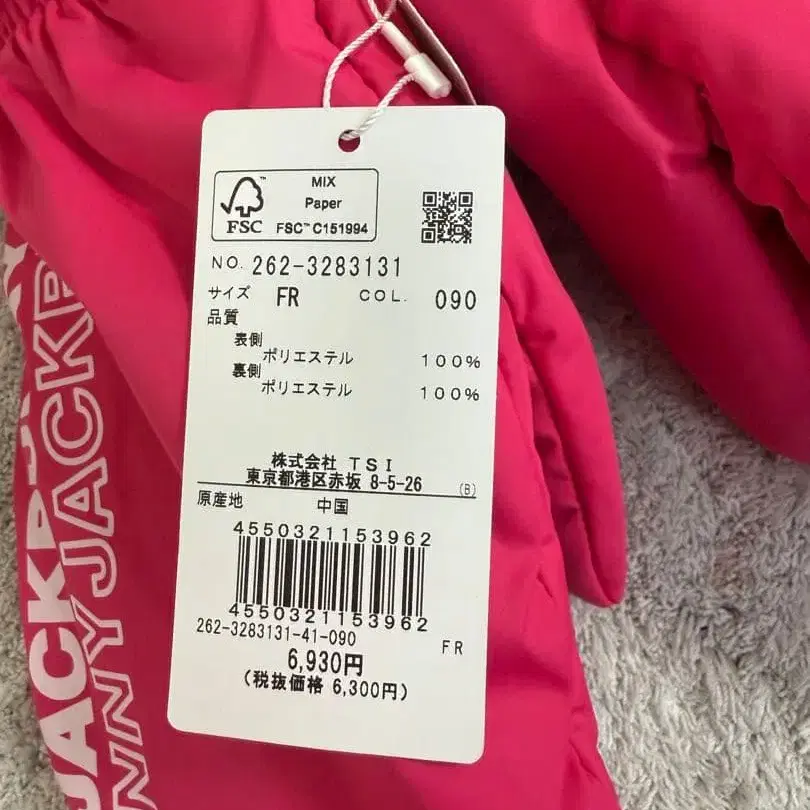 MIX
Paper
FSC
FSC™ C151994
NO. 262-3283131
サイズ FR COL. 090
品質
表側
ポリエステル 100%
裏側
ポリエステル 100%
株式会社 TSI
東京都港区赤坂 8-5-26 (B)
原産地 中国
4550321153962
4550321153962
262-3283131-41-090
FR
6,930円
(税抜価格 6,300円)
JACK
NNY JACK